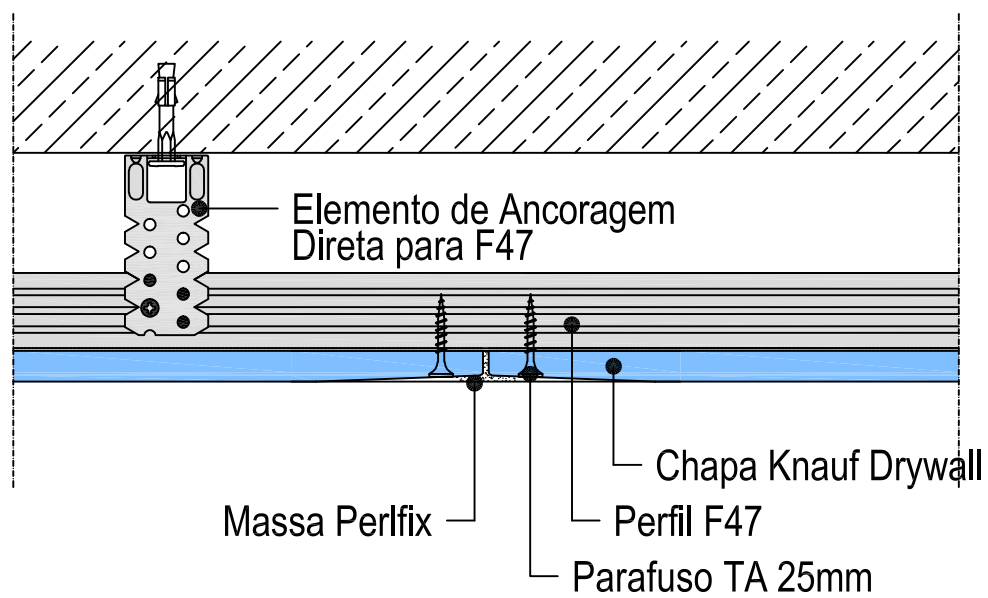 Elemento de Ancoragem
Direta para F47
Chapa Knauf Drywall
Massa Perlfix
Perfil F47
Parafuso TA 25mm